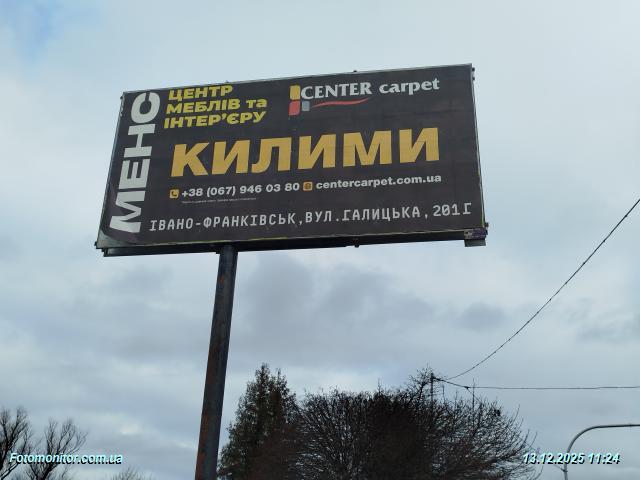 МЕНС
ЦЕНТР
МЕБЛІВ та
ІНТЕР'ЄРУ
CENTER carpet
КИЛИМИ
+38 (067) 946 03 80 centercarpet.com.ua
ІВАНО-ФРАНКІВСЬК,ВУЛ.ГАЛИЦЬКА,201Г
Fotomonitor.com.ua
13.12.2025 11:24